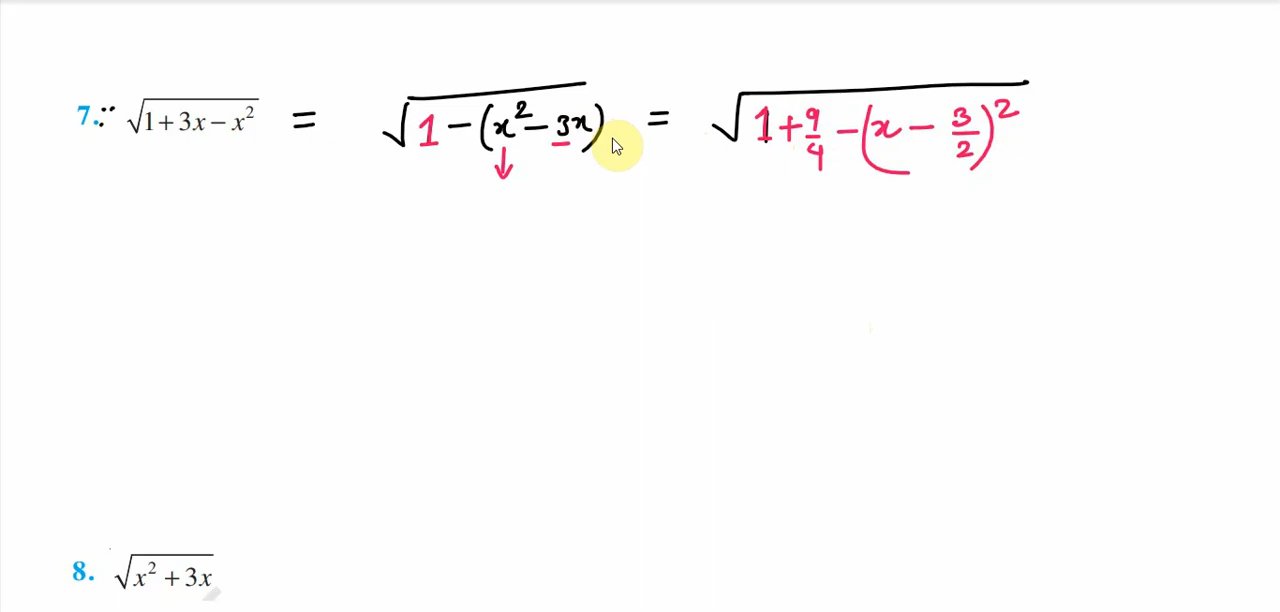 7. ∵ √(1 + 3x − x²) = √(1 − (x² − 3x)) = √(1 + 9/4 − (x − 3/2)²)
↓
8. √(x² + 3x)